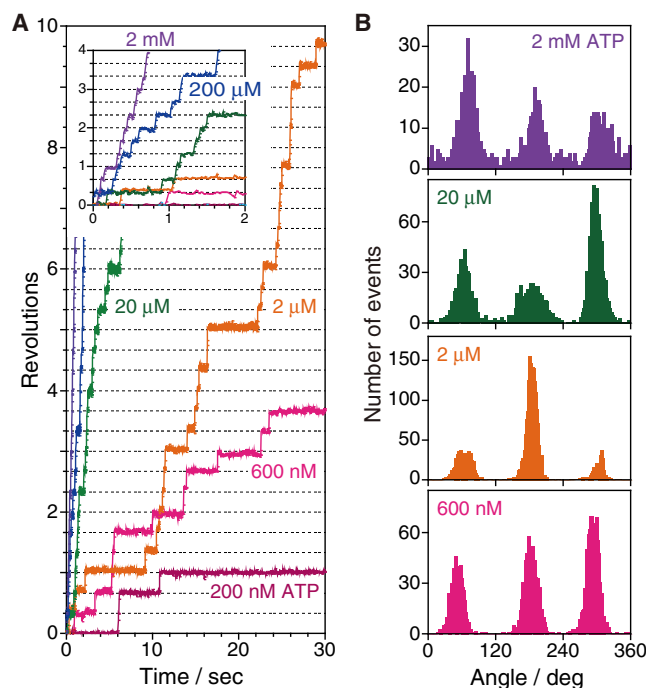 A
10
8
6
4
2
0
Revolutions
0
10
20
30
Time / sec
4
3
2
1
0
0
1
2
2 mM
200 μM
20 μM
2 μM
600 nM
200 nM ATP
B
Number of events
30
20
10
0
2 mM ATP
90
60
30
0
20 μM
150
100
50
0
2 μM
60
30
0
600 nM
0
120
240
360
Angle / deg